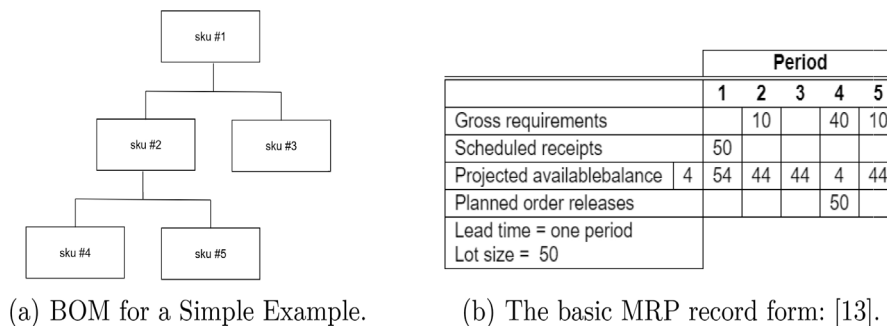 sku #1
sku #2
sku #3
sku #4
sku #5
(a) BOM for a Simple Example.
Period
1 2 3 4 5
Gross requirements 10 40 10
Scheduled receipts 50
Projected availablebalance 4 54 44 44 4 44
Planned order releases 50
Lead time = one period
Lot size = 50
(b) The basic MRP record form: [13].